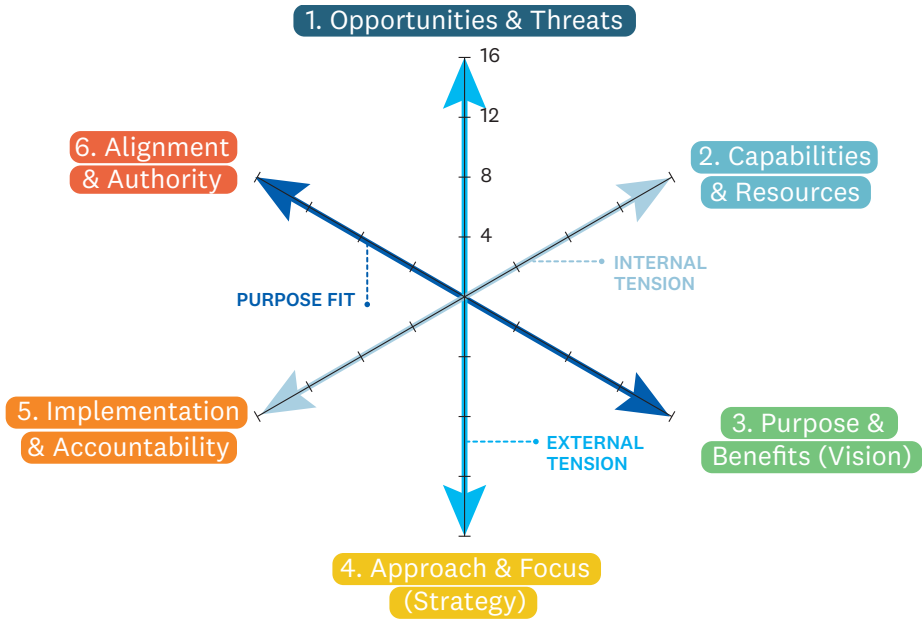 1. Opportunities & Threats
16
12
8
4
6. Alignment
& Authority
2. Capabilities
& Resources
INTERNAL
TENSION
PURPOSE FIT
5. Implementation
& Accountability
3. Purpose &
Benefits (Vision)
EXTERNAL
TENSION
4. Approach & Focus
(Strategy)